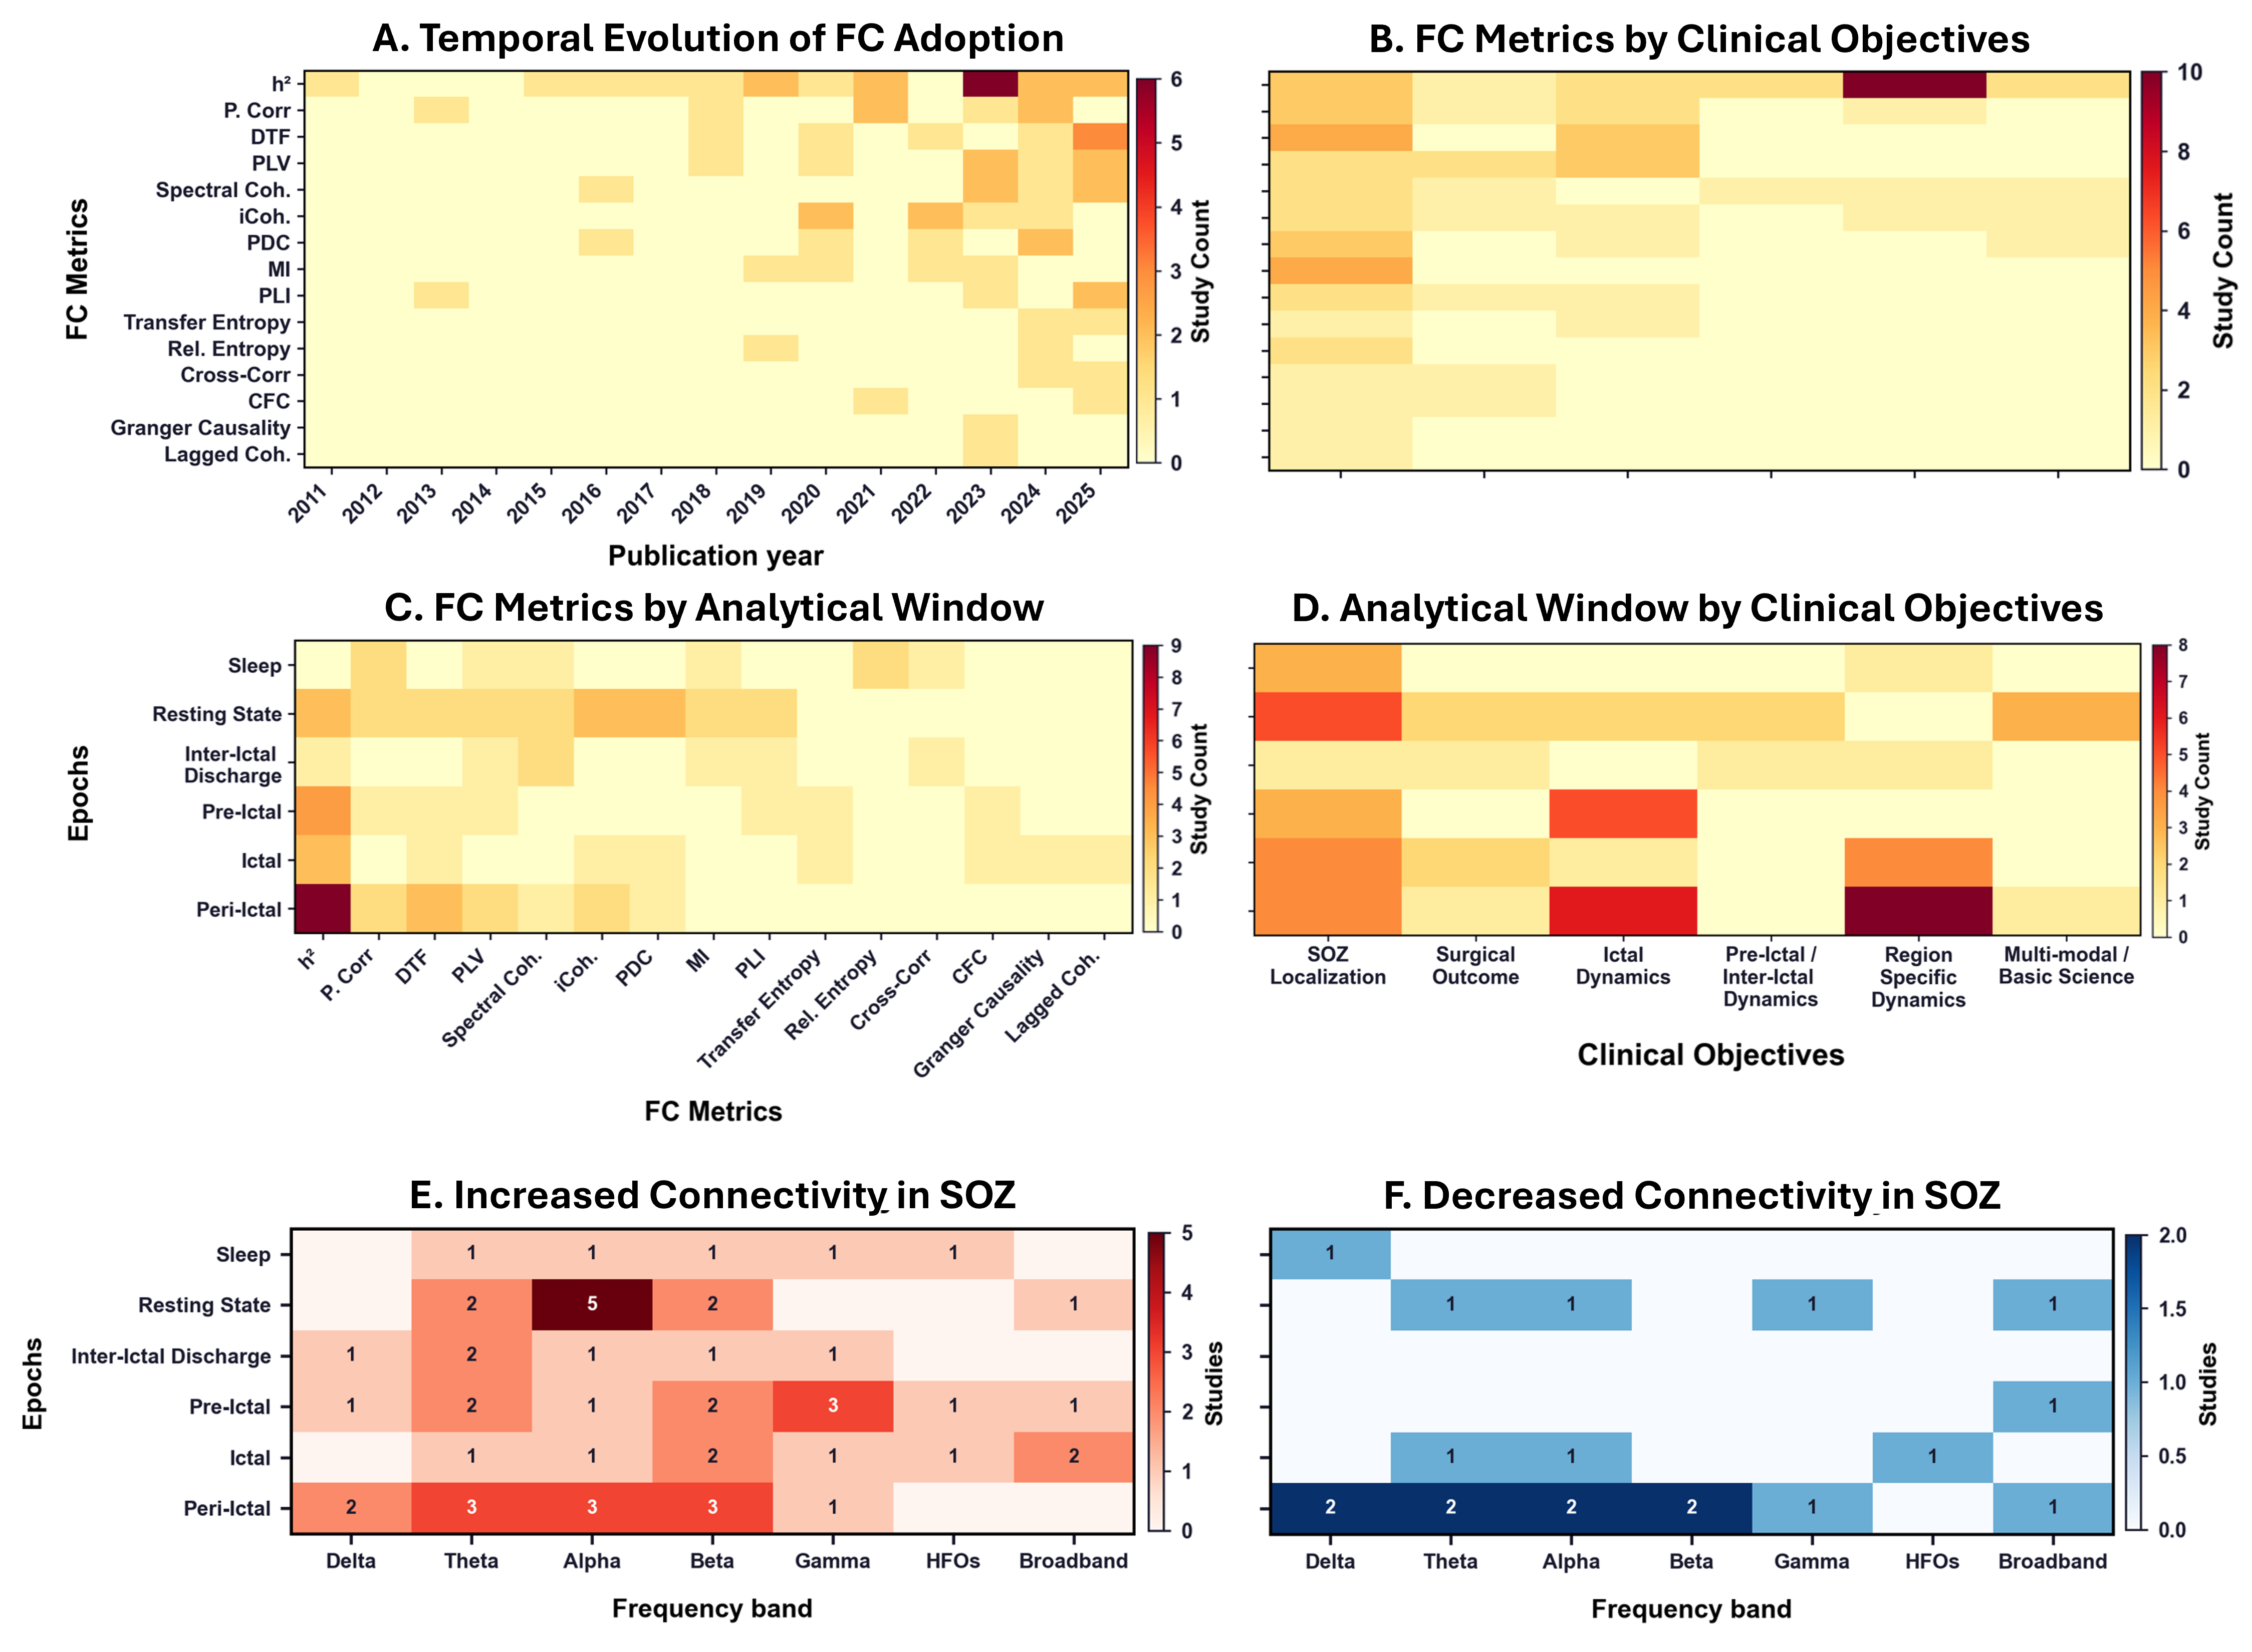 A. Temporal Evolution of FC Adoption
FC Metrics
h²
P. Corr
DTF
PLV
Spectral Coh.
iCoh.
PDC
MI
PLI
Transfer Entropy
Rel. Entropy
Cross-Corr
CFC
Granger Causality
Lagged Coh.
2011 2012 2013 2014 2015 2016 2017 2018 2019 2020 2021 2022 2023 2024 2025
Publication year
6
5
4
3
2
1
0
Study Count
B. FC Metrics by Clinical Objectives
10
8
6
4
2
0
Study Count
C. FC Metrics by Analytical Window
Epochs
Sleep
Resting State
Inter-Ictal
Discharge
Pre-Ictal
Ictal
Peri-Ictal
h² P. Corr DTF PLV Spectral Coh. iCoh. PDC MI PLI Transfer Entropy Rel. Entropy Cross-Corr CFC Granger Causality Lagged Coh.
FC Metrics
9
8
7
6
5
4
3
2
1
0
Study Count
D. Analytical Window by Clinical Objectives
SOZ
Localization
Surgical
Outcome
Ictal
Dynamics
Pre-Ictal /
Inter-Ictal
Dynamics
Region
Specific
Dynamics
Multi-modal /
Basic Science
Clinical Objectives
8
7
6
5
4
3
2
1
0
Study Count
E. Increased Connectivity in SOZ
Epochs
Sleep 1 1 1 1 1
Resting State 2 5 2 1
Inter-Ictal Discharge 1 2 1 1 1
Pre-Ictal 1 2 1 2 3 1 1
Ictal 1 1 2 1 1 2
Peri-Ictal 2 3 3 3 1
Delta Theta Alpha Beta Gamma HFOs Broadband
Frequency band
5
4
3
2
1
0
Studies
F. Decreased Connectivity in SOZ
1
1 1 1 1
1
1 1 1
2 2 2 2 1 1
Delta Theta Alpha Beta Gamma HFOs Broadband
Frequency band
2.0
1.5
1.0
0.5
0.0
Studies